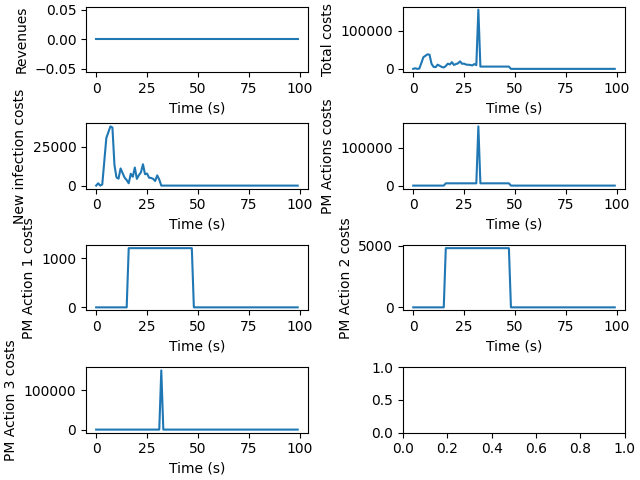 Revenues
0.05
0.00
−0.05
0 25 50 75 100
Time (s)
Total costs
100000
0
0 25 50 75 100
Time (s)
New infection costs
25000
0
0 25 50 75 100
Time (s)
PM Actions costs
100000
0
0 25 50 75 100
Time (s)
PM Action 1 costs
1000
0
0 25 50 75 100
Time (s)
PM Action 2 costs
5000
0
0 25 50 75 100
Time (s)
PM Action 3 costs
100000
0
0 25 50 75 100
Time (s)
1.0
0.5
0.0
0.0 0.2 0.4 0.6 0.8 1.0